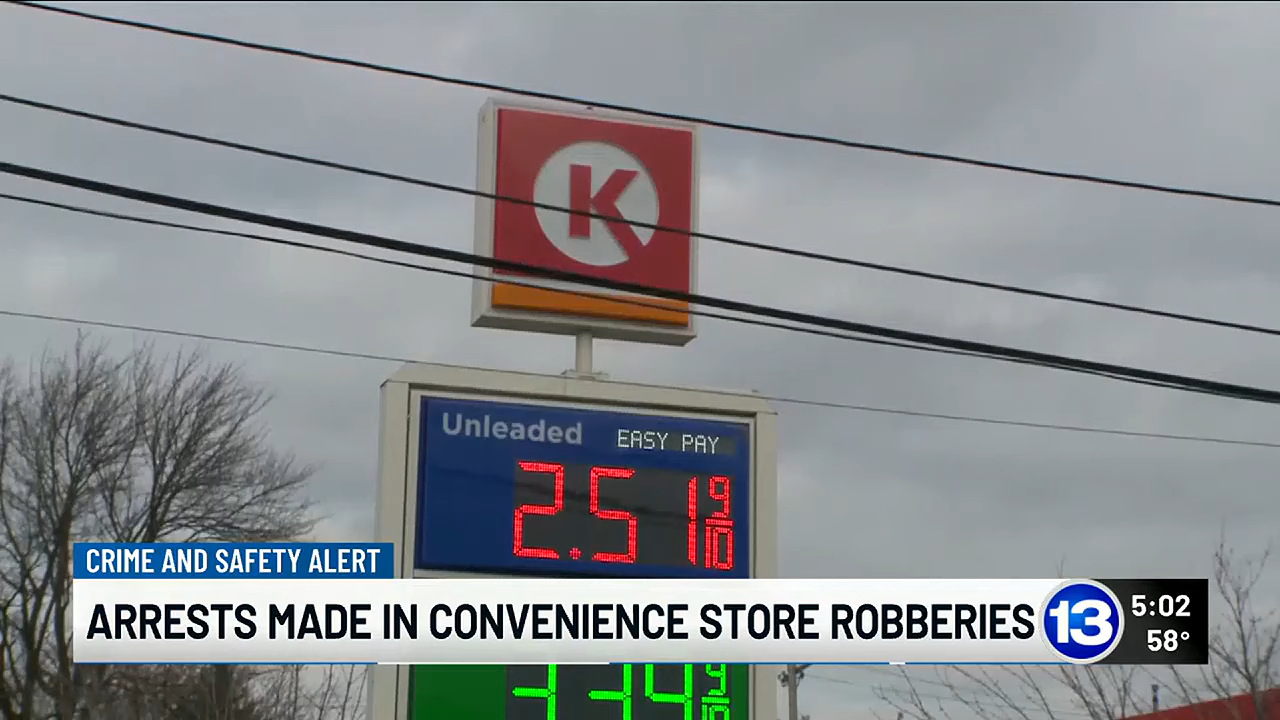 K
Unleaded EASY PAY
2.51 9/10
CRIME AND SAFETY ALERT
ARRESTS MADE IN CONVENIENCE STORE ROBBERIES
13
5:02
58°